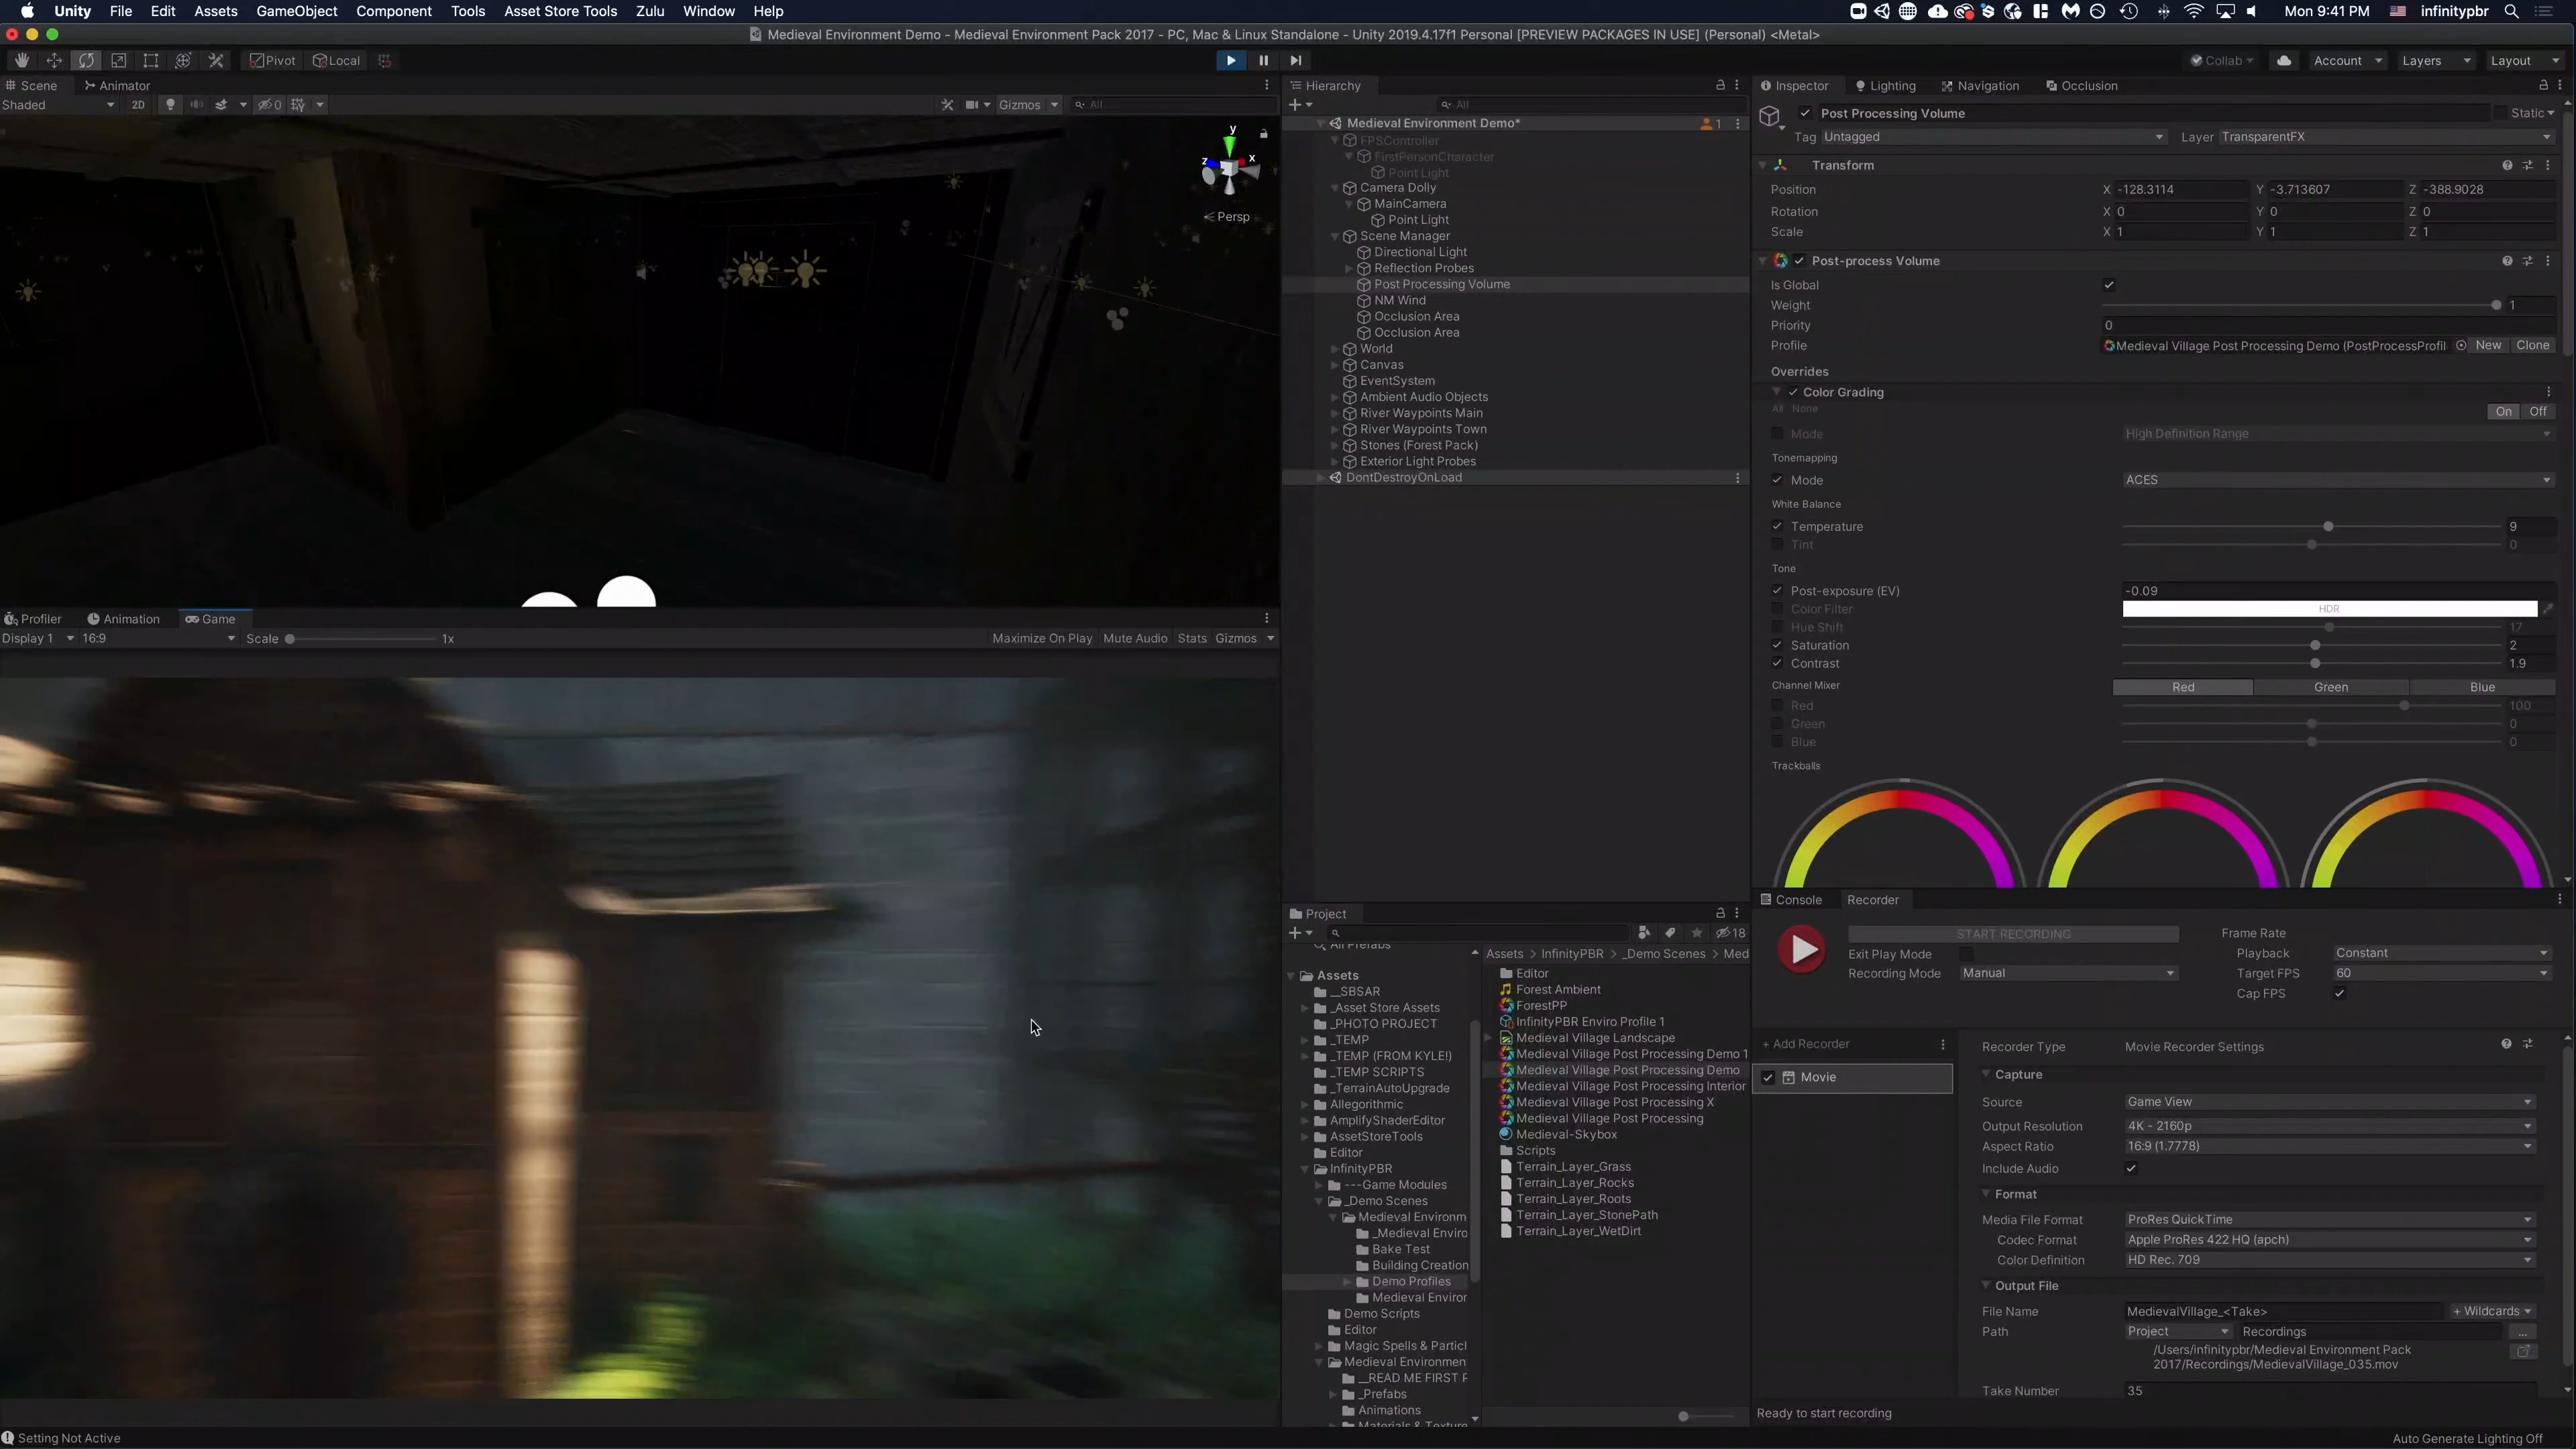 Unity File Edit Assets GameObject Component Tools Asset Store Tools Zulu Window Help Mon 9:41 PM infinitypbr
Medieval Environment Demo - Medieval Environment Pack 2017 - PC, Mac & Linux Standalone - Unity 2019.4.17f1 Personal [PREVIEW PACKAGES IN USE] (Personal) <Metal>
Pivot Local Collab Account Layers Layout
Scene Animator
Shaded 2D 0 Gizmos All
y
z x
Persp
Profiler Animation Game
Display 1 16:9 Scale 1x Maximize On Play Mute Audio Stats Gizmos
Hierarchy
All
Medieval Environment Demo* 1
FPSController
FirstPersonCharacter
Point Light
Camera Dolly
MainCamera
Point Light
Scene Manager
Directional Light
Reflection Probes
Post Processing Volume
NM Wind
Occlusion Area
Occlusion Area
World
Canvas
EventSystem
Ambient Audio Objects
River Waypoints Main
River Waypoints Town
Stones (Forest Pack)
Exterior Light Probes
DontDestroyOnLoad
Inspector Lighting Navigation Occlusion
Post Processing Volume Static
Tag Untagged Layer TransparentFX
Transform
Position X -128.3114 Y -3.713607 Z -388.9028
Rotation X 0 Y 0 Z 0
Scale X 1 Y 1 Z 1
Post-process Volume
Is Global
Weight 1
Priority 0
Profile Medieval Village Post Processing Demo (PostProcessProfil New Clone
Overrides
Color Grading
All None On Off
Mode High Definition Range
Tonemapping
Mode ACES
White Balance
Temperature 9
Tint 0
Tone
Post-exposure (EV) -0.09
Color Filter HDR
Hue Shift 17
Saturation 2
Contrast 1.9
Channel Mixer Red Green Blue
Red 100
Green 0
Blue 0
Trackballs
Project
18
All Prefabs
Assets
__SBSAR
_Asset Store Assets
_PHOTO PROJECT
_TEMP
_TEMP (FROM KYLE!)
_TEMP SCRIPTS
_TerrainAutoUpgrade
Allegorithmic
AmplifyShaderEditor
AssetStoreTools
Editor
InfinityPBR
---Game Modules
_Demo Scenes
Medieval Environm
_Medieval Enviro
Bake Test
Building Creation
Demo Profiles
Medieval Enviror
Demo Scripts
Editor
Magic Spells & Particl
Medieval Environmen
__READ ME FIRST P
_Prefabs
Animations
Materials & Texture
Assets > InfinityPBR > _Demo Scenes > Med
Editor
Forest Ambient
ForestPP
InfinityPBR Enviro Profile 1
Medieval Village Landscape
Medieval Village Post Processing Demo 1
Medieval Village Post Processing Demo
Medieval Village Post Processing Interior
Medieval Village Post Processing X
Medieval Village Post Processing
Medieval-Skybox
Scripts
Terrain_Layer_Grass
Terrain_Layer_Rocks
Terrain_Layer_Roots
Terrain_Layer_StonePath
Terrain_Layer_WetDirt
Console Recorder
START RECORDING
Exit Play Mode
Recording Mode Manual
Frame Rate
Playback Constant
Target FPS 60
Cap FPS
+ Add Recorder
Movie
Recorder Type Movie Recorder Settings
Capture
Source Game View
Output Resolution 4K - 2160p
Aspect Ratio 16:9 (1.7778)
Include Audio
Format
Media File Format ProRes QuickTime
Codec Format Apple ProRes 422 HQ (apch)
Color Definition HD Rec. 709
Output File
File Name MedievalVillage_<Take> + Wildcards
Path Project Recordings ...
/Users/infinitypbr/Medieval Environment Pack
2017/Recordings/MedievalVillage_035.mov
Take Number 35
Ready to start recording
Setting Not Active
Auto Generate Lighting Off